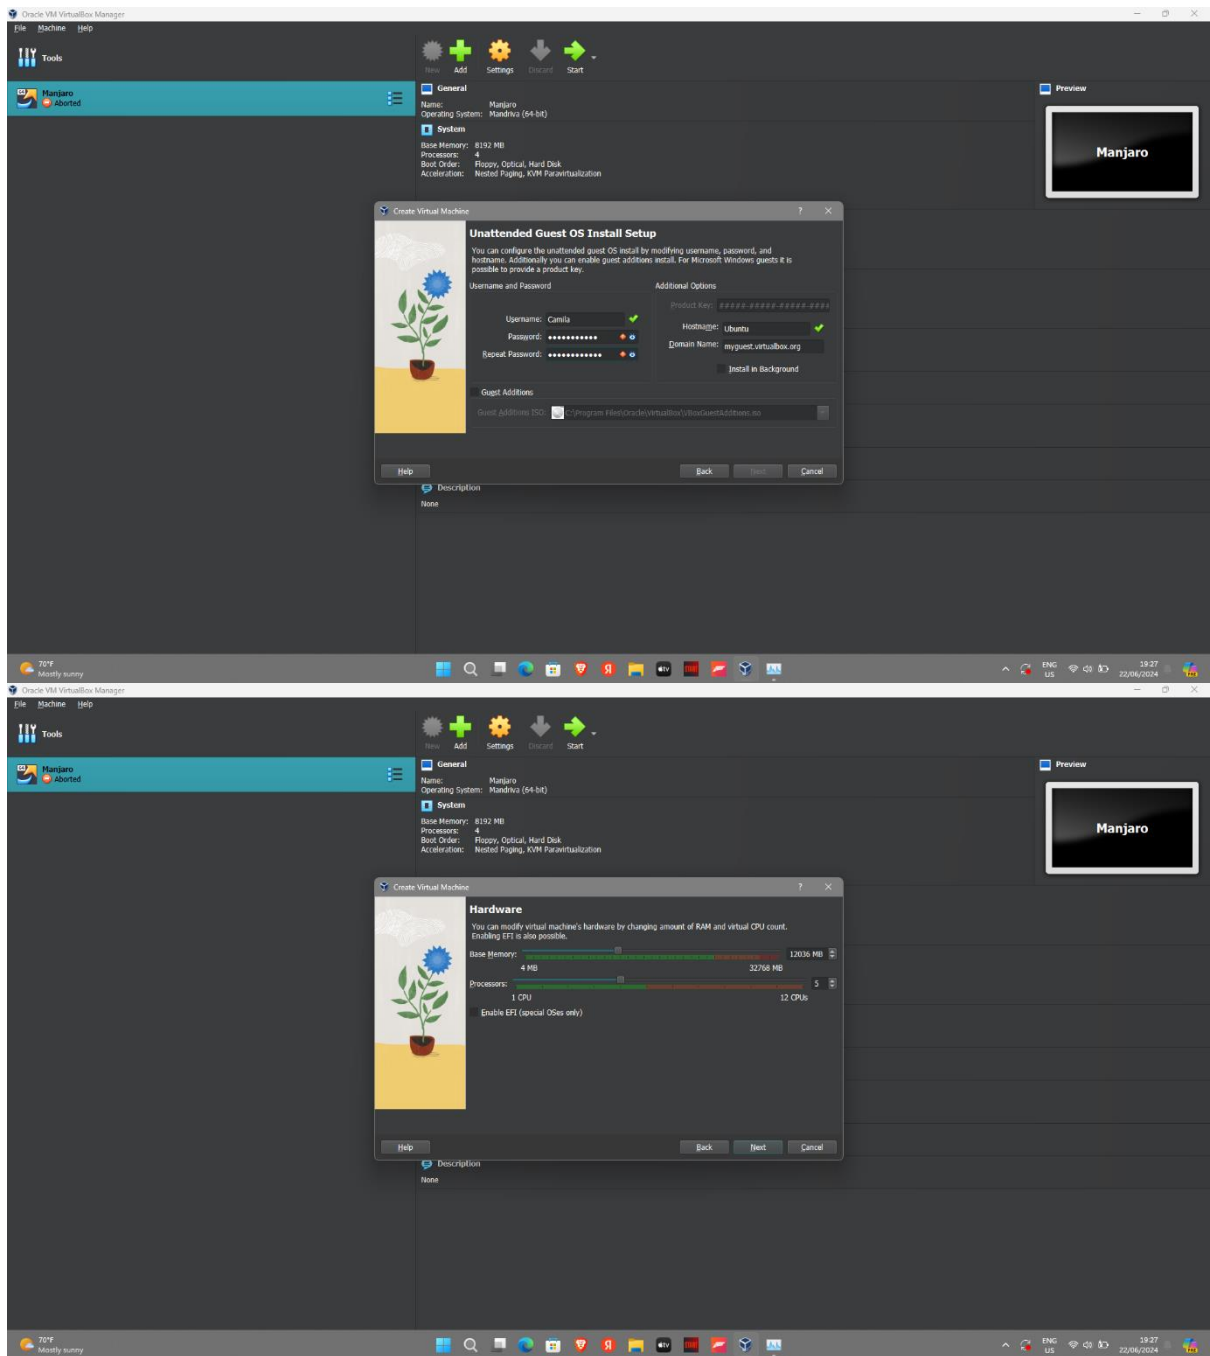 Oracle VM VirtualBox Manager
File Machine Help
Tools
New Add Settings Discard Start
Manjaro
Aborted
General
Name: Manjaro
Operating System: Mandriva (64-bit)
System
Base Memory: 8192 MB
Processors: 4
Boot Order: Floppy, Optical, Hard Disk
Acceleration: Nested Paging, KVM Paravirtualization
Preview
Manjaro
Create Virtual Machine ?
Unattended Guest OS Install Setup
You can configure the unattended guest OS install by modifying username, password, and
hostname. Additionally you can enable guest additions install. For Microsoft Windows guests it is
possible to provide a product key.
Username and Password
Username: Camila
Password: •••••••••••
Repeat Password: ••••••••••••
Additional Options
Product Key: #####-#####-#####-#####-####
Hostname: Ubuntu
Domain Name: myguest.virtualbox.org
Install in Background
Guest Additions
Guest Additions ISO: C:\Program Files\Oracle\VirtualBox\VBoxGuestAdditions.iso
Help Back Next Cancel
Description
None
70°F
Mostly sunny
ENG
US
19:27
22/06/2024
Oracle VM VirtualBox Manager
File Machine Help
Tools
New Add Settings Discard Start
Manjaro
Aborted
General
Name: Manjaro
Operating System: Mandriva (64-bit)
System
Base Memory: 8192 MB
Processors: 4
Boot Order: Floppy, Optical, Hard Disk
Acceleration: Nested Paging, KVM Paravirtualization
Preview
Manjaro
Create Virtual Machine ?
Hardware
You can modify virtual machine's hardware by changing amount of RAM and virtual CPU count.
Enabling EFI is also possible.
Base Memory: 12036 MB
4 MB 32768 MB
Processors: 5
1 CPU 12 CPUs
Enable EFI (special OSes only)
Help Back Next Cancel
Description
None
70°F
Mostly sunny
ENG
US
19:27
22/06/2024